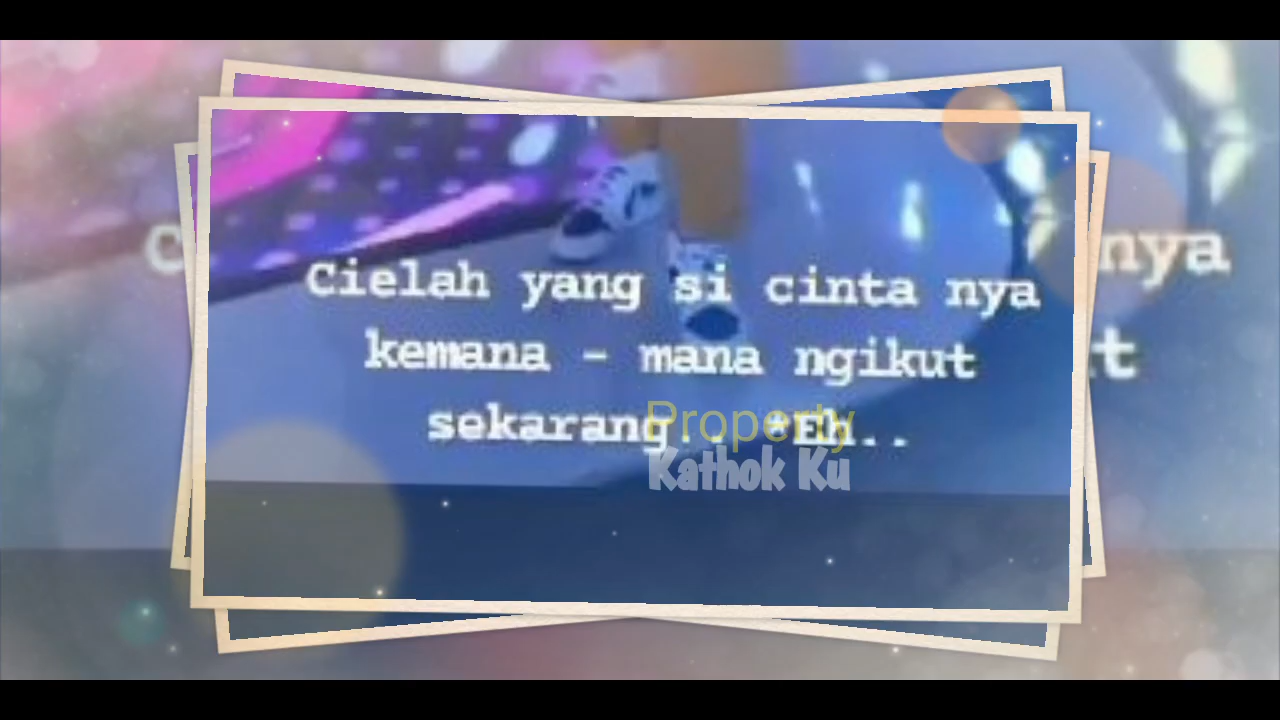 Cielah yang si cinta nya
kemana - mana ngikut
sekarang.. *Eh..
Property
Kathok Ku